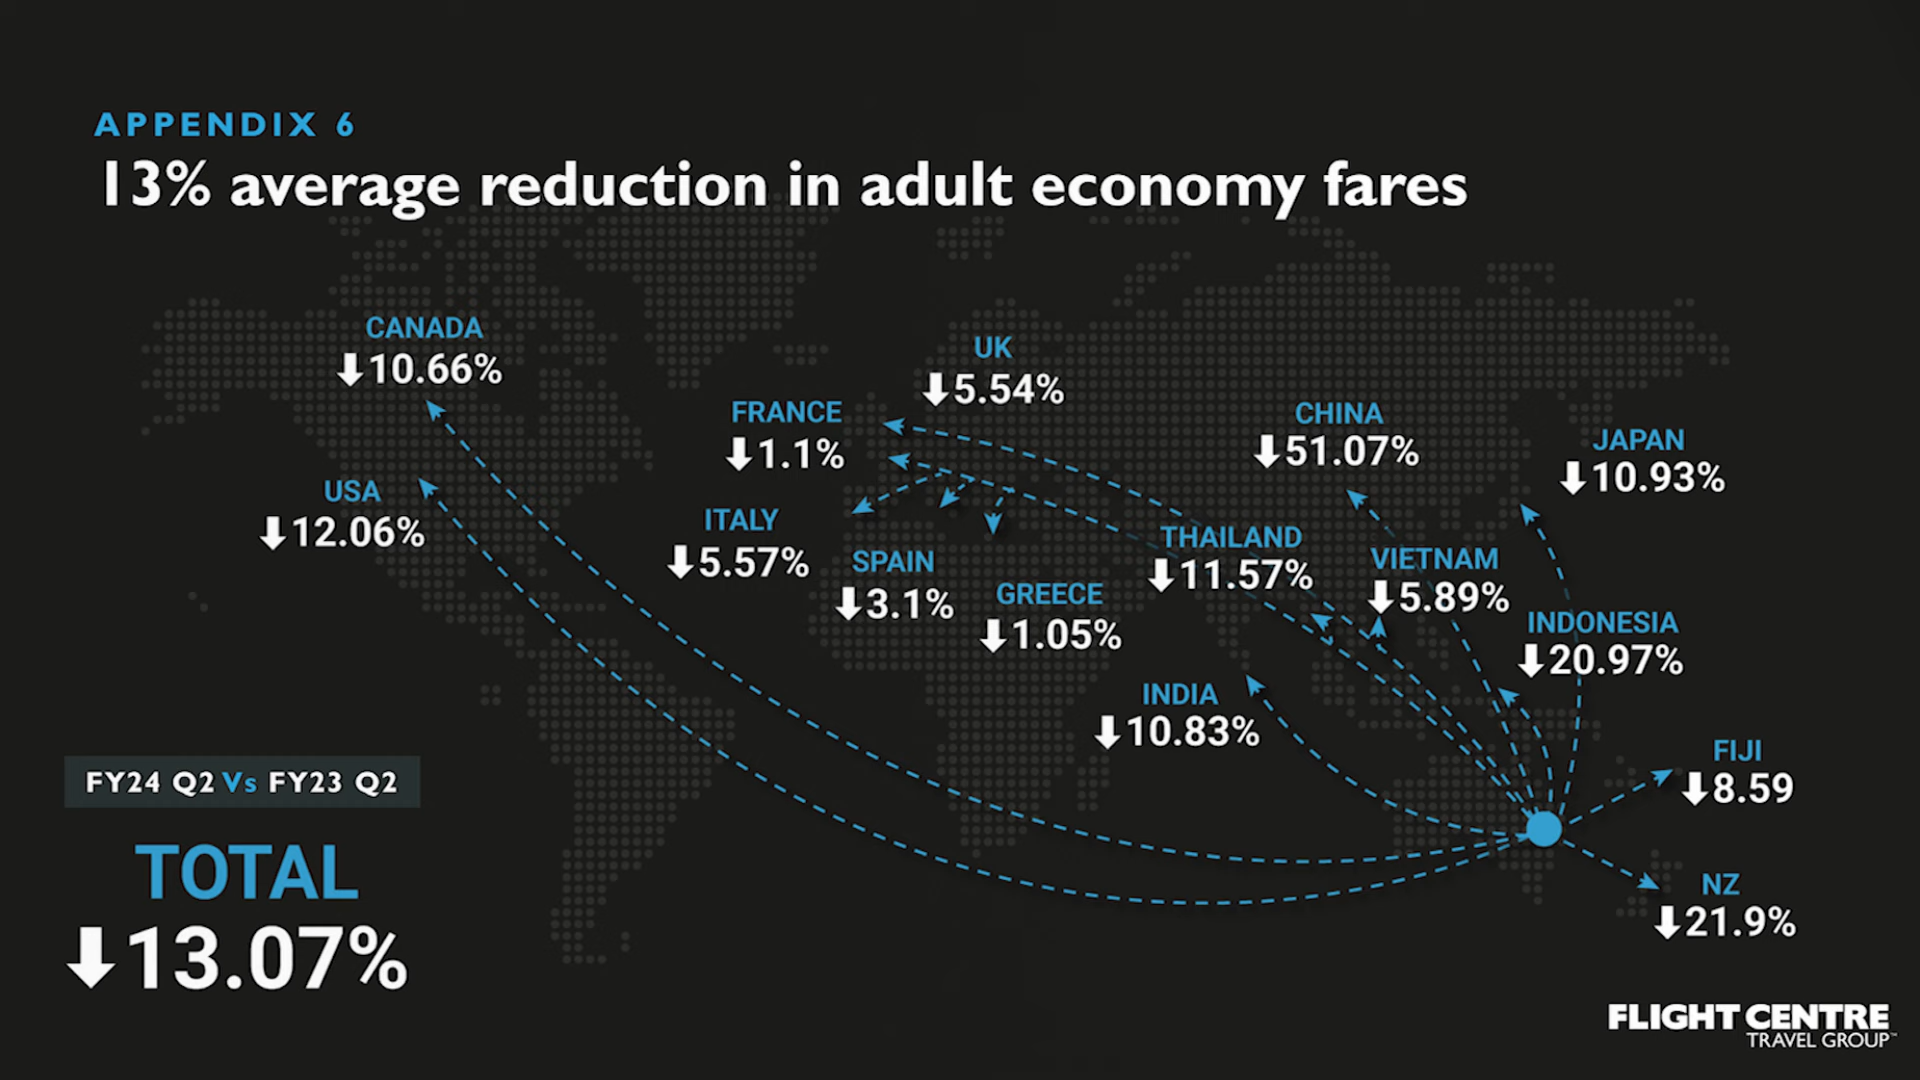 APPENDIX 6
13% average reduction in adult economy fares
CANADA
10.66%
UK
5.54%
FRANCE
1.1%
CHINA
51.07%
JAPAN
10.93%
USA
12.06%
ITALY
5.57%
SPAIN
3.1%
GREECE
1.05%
THAILAND
11.57%
VIETNAM
5.89%
INDONESIA
20.97%
INDIA
10.83%
FIJI
8.59
NZ
21.9%
FY24 Q2 Vs FY23 Q2
TOTAL
13.07%
FLIGHT CENTRE
TRAVEL GROUP™